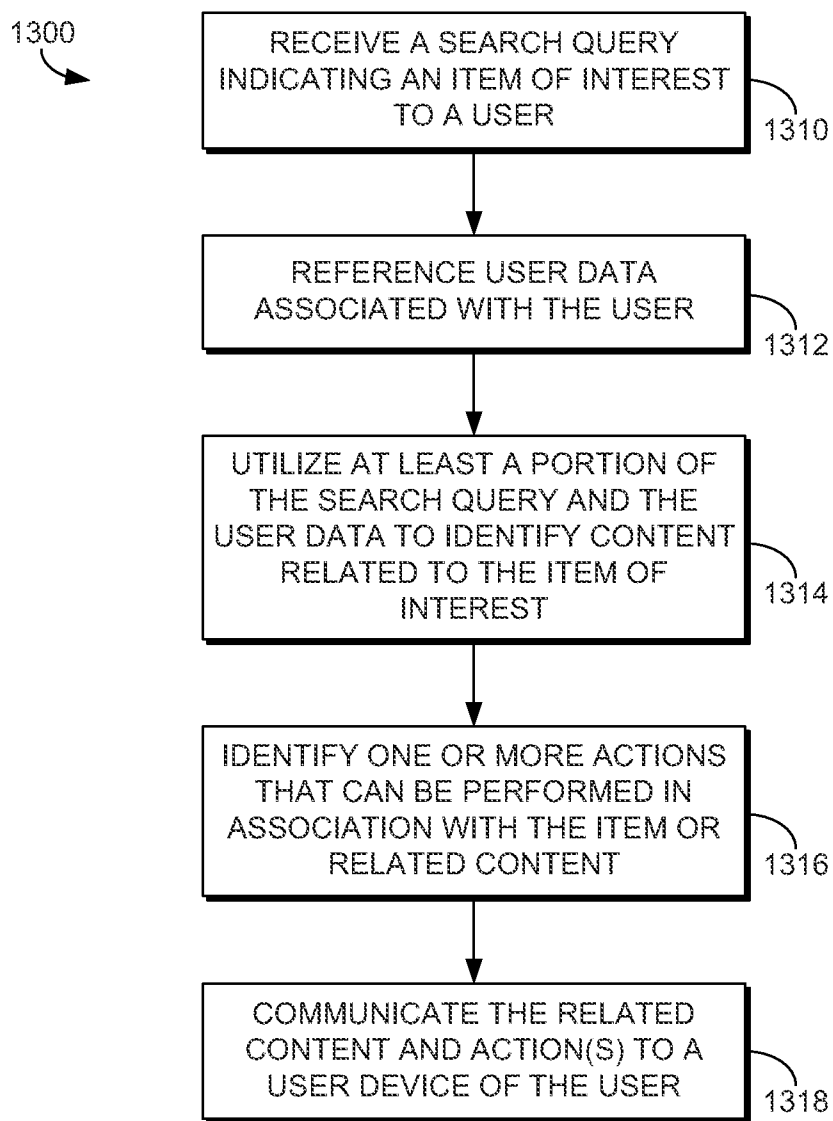 1300
RECEIVE A SEARCH QUERY
INDICATING AN ITEM OF INTEREST
TO A USER
1310
REFERENCE USER DATA
ASSOCIATED WITH THE USER
1312
UTILIZE AT LEAST A PORTION OF
THE SEARCH QUERY AND THE
USER DATA TO IDENTIFY CONTENT
RELATED TO THE ITEM OF
INTEREST
1314
IDENTIFY ONE OR MORE ACTIONS
THAT CAN BE PERFORMED IN
ASSOCIATION WITH THE ITEM OR
RELATED CONTENT
1316
COMMUNICATE THE RELATED
CONTENT AND ACTION(S) TO A
USER DEVICE OF THE USER
1318